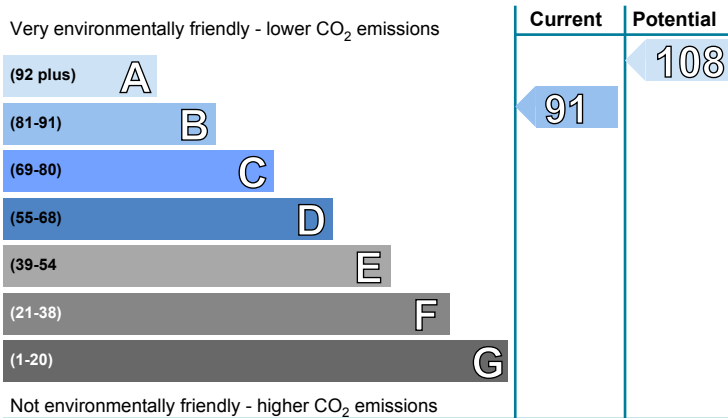 Current Potential
Very environmentally friendly - lower CO2 emissions
108
(92 plus) A
91
(81-91) B
(69-80) C
(55-68) D
(39-54 E
(21-38) F
(1-20) G
Not environmentally friendly - higher CO2 emissions